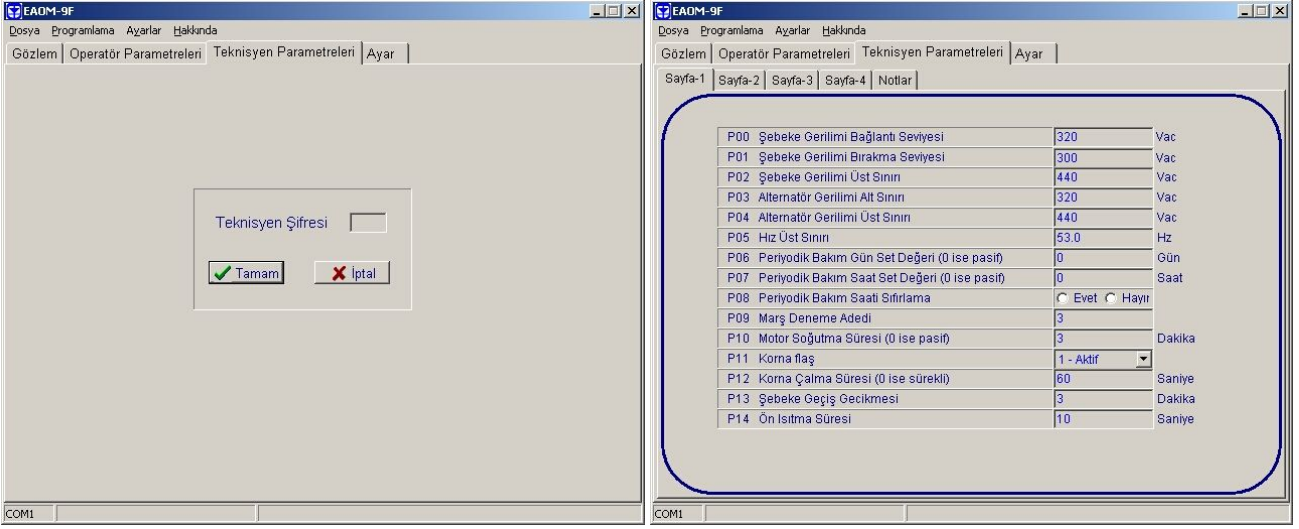 EAOM-9F
Dosya Programlama Ayarlar Hakkında
Gözlem Operatör Parametreleri Teknisyen Parametreleri Ayar
Teknisyen Şifresi
Tamam İptal
COM1
EAOM-9F
Dosya Programlama Ayarlar Hakkında
Gözlem Operatör Parametreleri Teknisyen Parametreleri Ayar
Sayfa-1 Sayfa-2 Sayfa-3 Sayfa-4 Notlar
P00 Şebeke Gerilimi Bağlantı Seviyesi 320 Vac
P01 Şebeke Gerilimi Bırakma Seviyesi 300 Vac
P02 Şebeke Gerilimi Üst Sınırı 440 Vac
P03 Alternatör Gerilimi Alt Sınırı 320 Vac
P04 Alternatör Gerilimi Üst Sınırı 440 Vac
P05 Hız Üst Sınırı 53.0 Hz
P06 Periyodik Bakım Gün Set Değeri (0 ise pasif) 0 Gün
P07 Periyodik Bakım Saat Set Değeri (0 ise pasif) 0 Saat
P08 Periyodik Bakım Saati Sıfırlama Evet Hayır
P09 Marş Deneme Adedi 3
P10 Motor Soğutma Süresi (0 ise pasif) 3 Dakika
P11 Korna flaş 1 - Aktif
P12 Korna Çalma Süresi (0 ise sürekli) 60 Saniye
P13 Şebeke Geçiş Gecikmesi 3 Dakika
P14 Ön Isıtma Süresi 10 Saniye
COM1